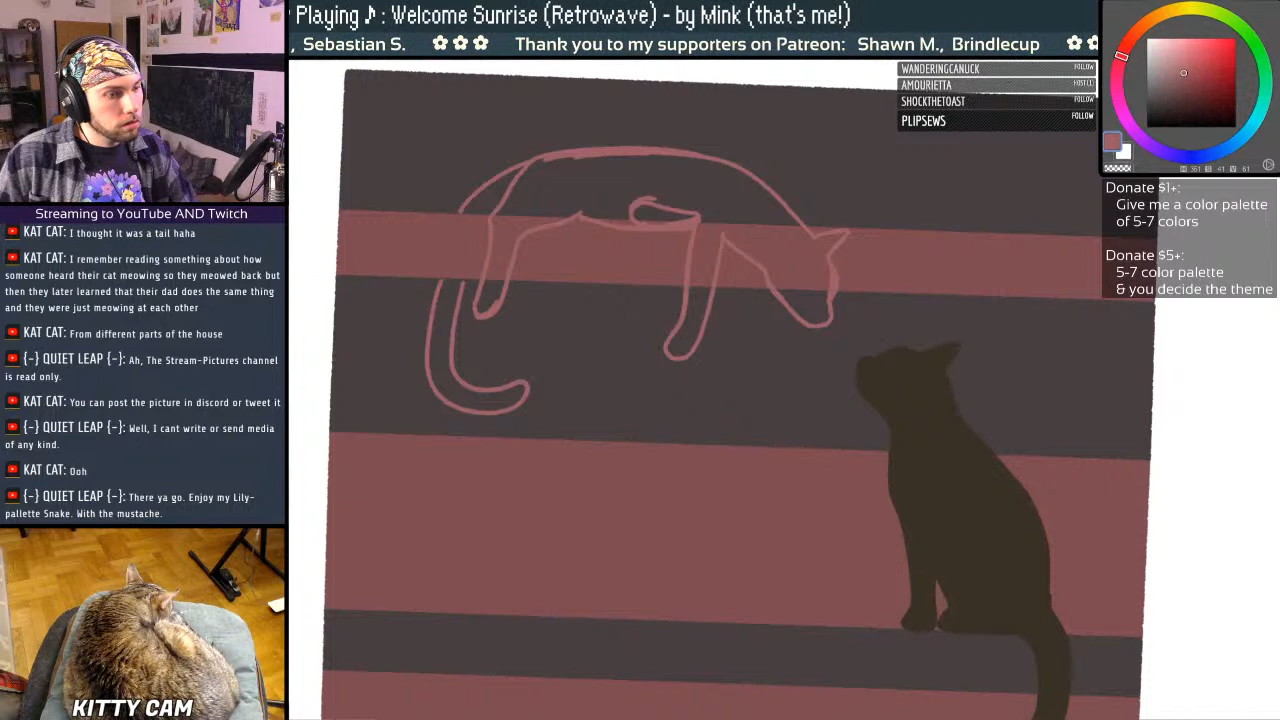 Playing ♪ : Welcome Sunrise (Retrowave) - by Mink (that's me!)
, Sebastian S. ✿ ✿ ✿ Thank you to my supporters on Patreon: Shawn M., Brindlecup ✿ ✿
WANDERINGCANUCK FOLLOW
AMOURIETTA HOST(1)
SHOCKTHETOAST FOLLOW
PLIPSEWS FOLLOW
Donate $1+:
Give me a color palette
of 5-7 colors
Donate $5+:
5-7 color palette
& you decide the theme
Streaming to YouTube AND Twitch
KAT CAT: I thought it was a tail haha
KAT CAT: I remember reading something about how
someone heard their cat meowing so they meowed back but
then they later learned that their dad does the same thing
and they were just meowing at each other
KAT CAT: From different parts of the house
{-} QUIET LEAP {-}: Ah, The Stream-Pictures channel
is read only.
KAT CAT: You can post the picture in discord or tweet it
{-} QUIET LEAP {-}: Well, I cant write or send media
of any kind.
KAT CAT: Ooh
{-} QUIET LEAP {-}: There ya go. Enjoy my Lily-
pallette Snake. With the mustache.
KITTY CAM